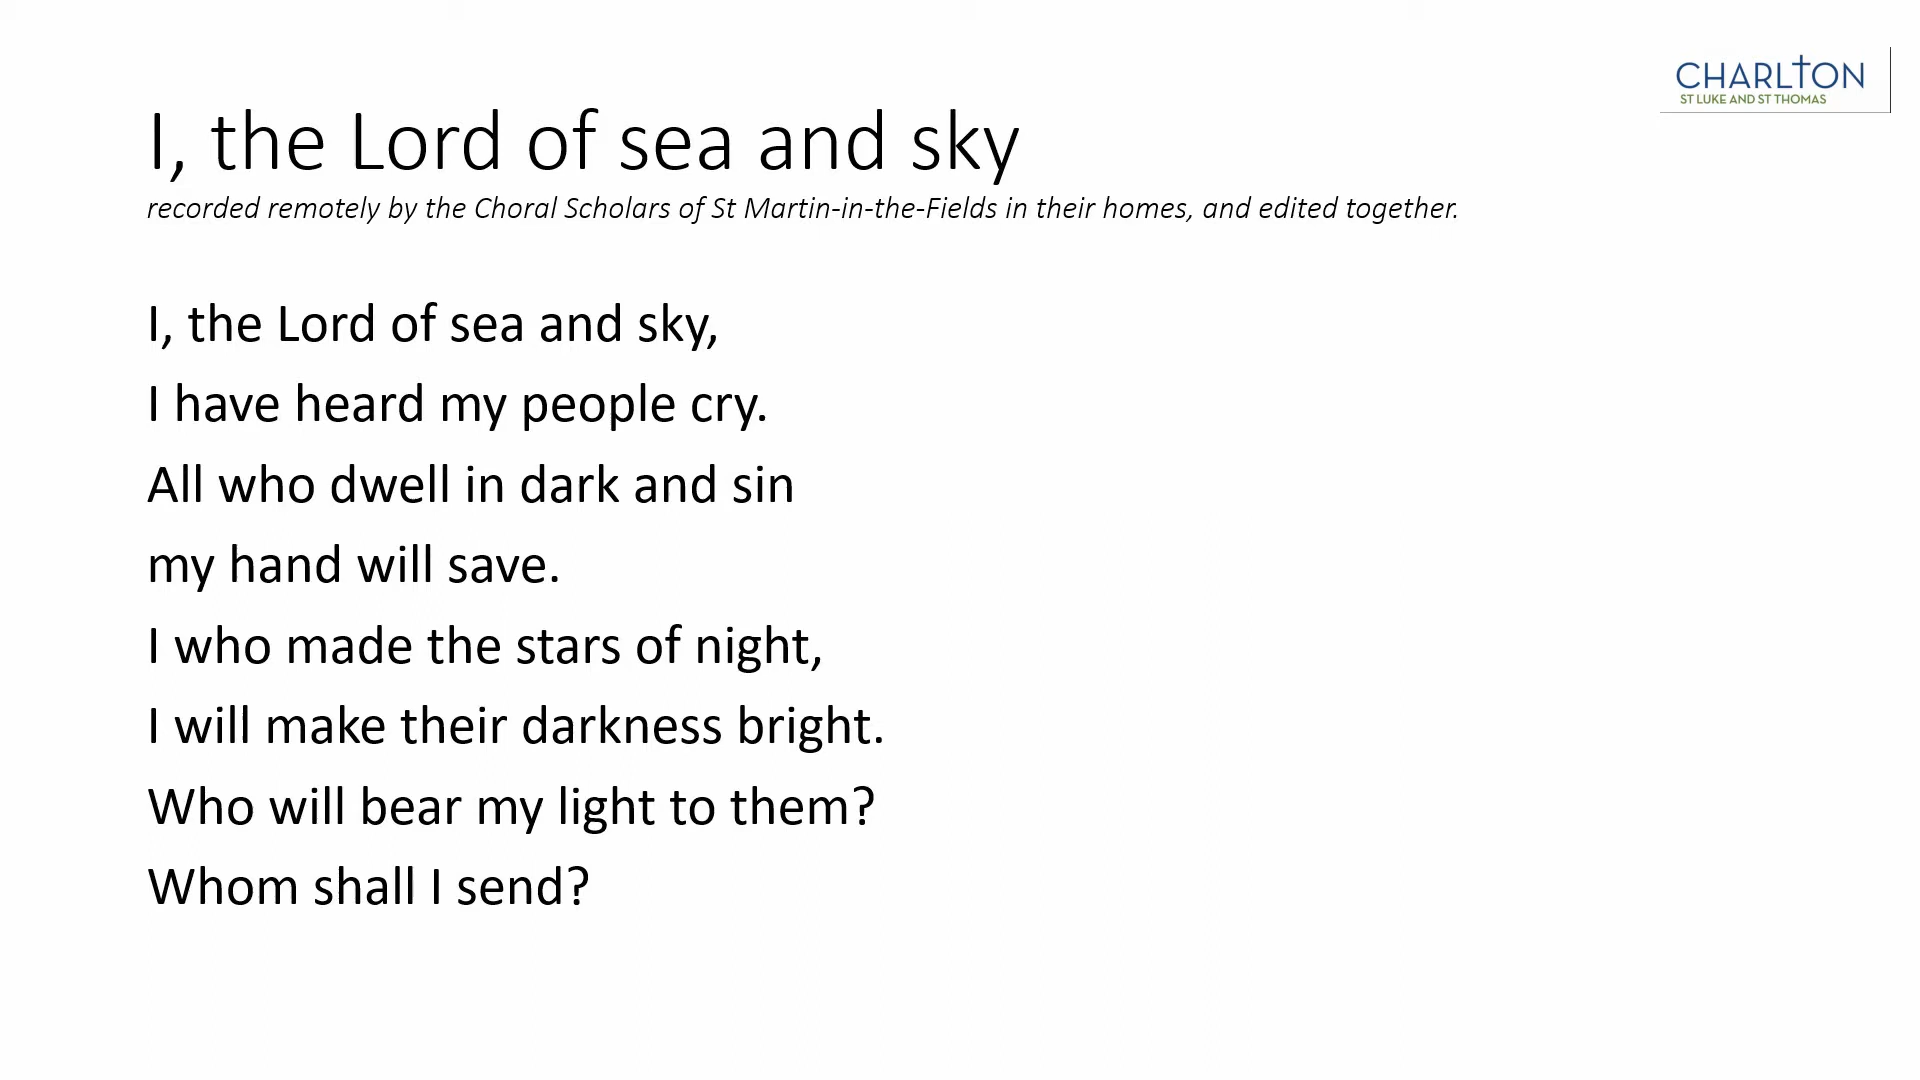 CHARLTON
ST LUKE AND ST THOMAS
I, the Lord of sea and sky
recorded remotely by the Choral Scholars of St Martin-in-the-Fields in their homes, and edited together.
I, the Lord of sea and sky,
I have heard my people cry.
All who dwell in dark and sin
my hand will save.
I who made the stars of night,
I will make their darkness bright.
Who will bear my light to them?
Whom shall I send?